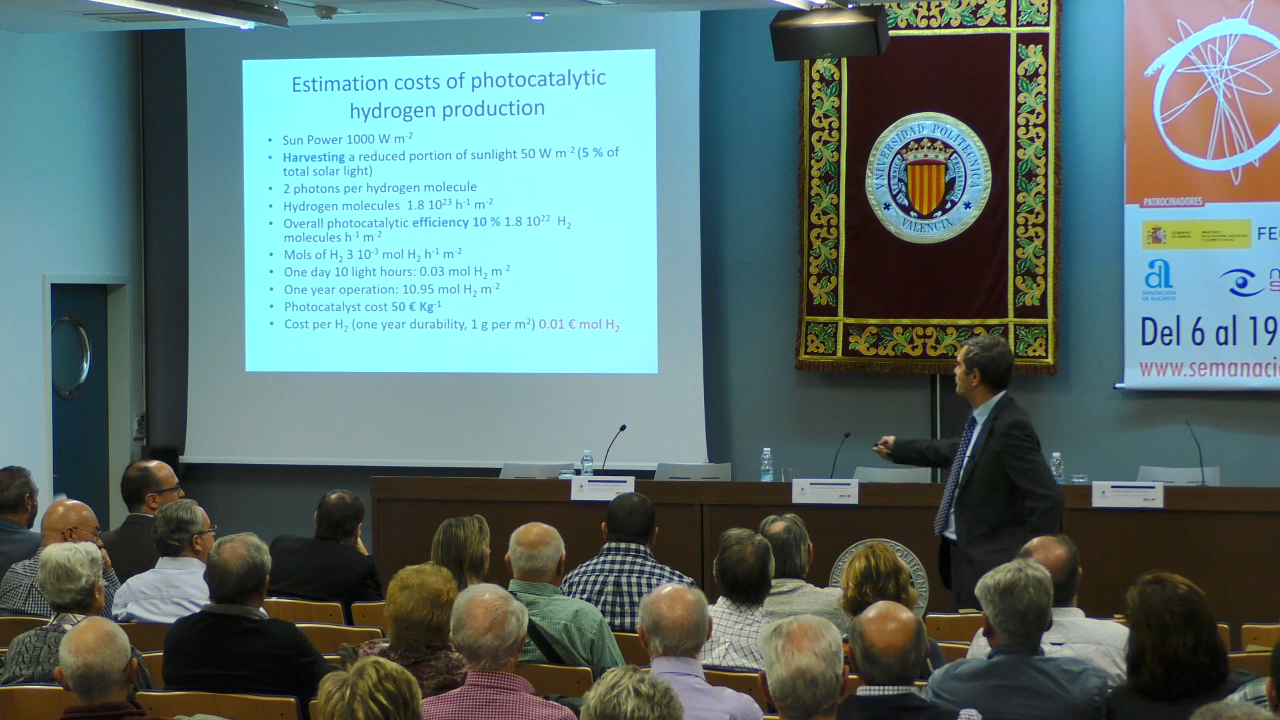 Estimation costs of photocatalytic
hydrogen production
• Sun Power 1000 W m-2
• Harvesting a reduced portion of sunlight 50 W m-2 (5 % of
total solar light)
• 2 photons per hydrogen molecule
• Hydrogen molecules 1.8 10²³ h-1 m-2
• Overall photocatalytic efficiency 10 % 1.8 10²² H₂
molecules h-1 m-2
• Mols of H₂ 3 10-3 mol H₂ h-1 m-2
• One day 10 light hours: 0.03 mol H₂ m-2
• One year operation: 10.95 mol H₂ m-2
• Photocatalyst cost 50 € Kg-1
• Cost per H₂ (one year durability, 1 g per m²) 0.01 € mol H₂
UNIVERSIDAD POLITECNICA
VALENCIA
PATROCINADORES
FE
DIPUTACIÓN
DE ALICANTE
Del 6 al 19
www.semanaci